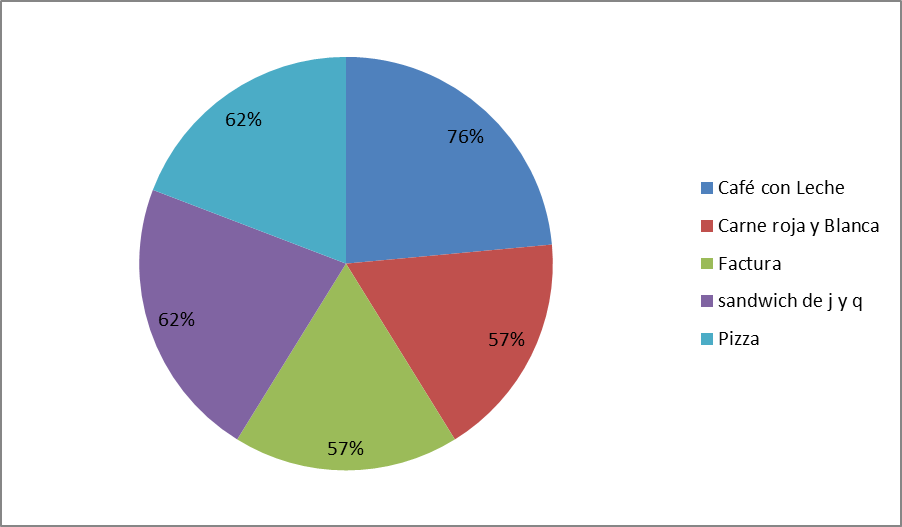 62%
76%
62%
57%
57%
Café con Leche
Carne roja y Blanca
Factura
sandwich de j y q
Pizza